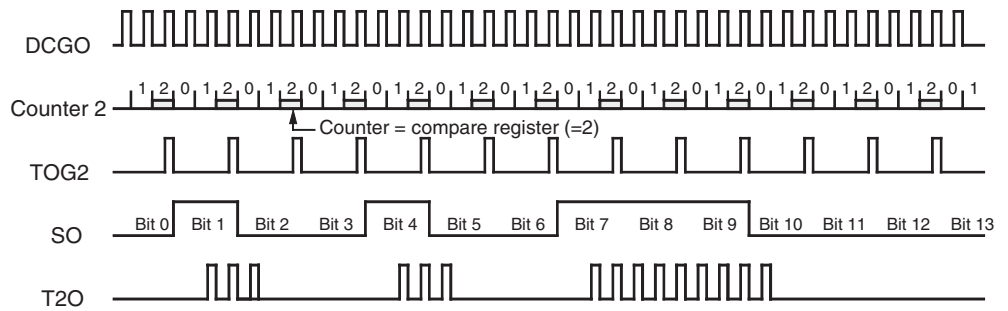 DCGO
Counter 2
1 2 0 1 2 0 1 2 0 1 2 0 1 2 0 1 2 0 1 2 0 1 2 0 1 2 0 1 2 0 1 2 0 1 2 0 1 2 0 1
Counter = compare register (=2)
TOG2
SO
Bit 0 Bit 1 Bit 2 Bit 3 Bit 4 Bit 5 Bit 6 Bit 7 Bit 8 Bit 9 Bit 10 Bit 11 Bit 12 Bit 13
T2O